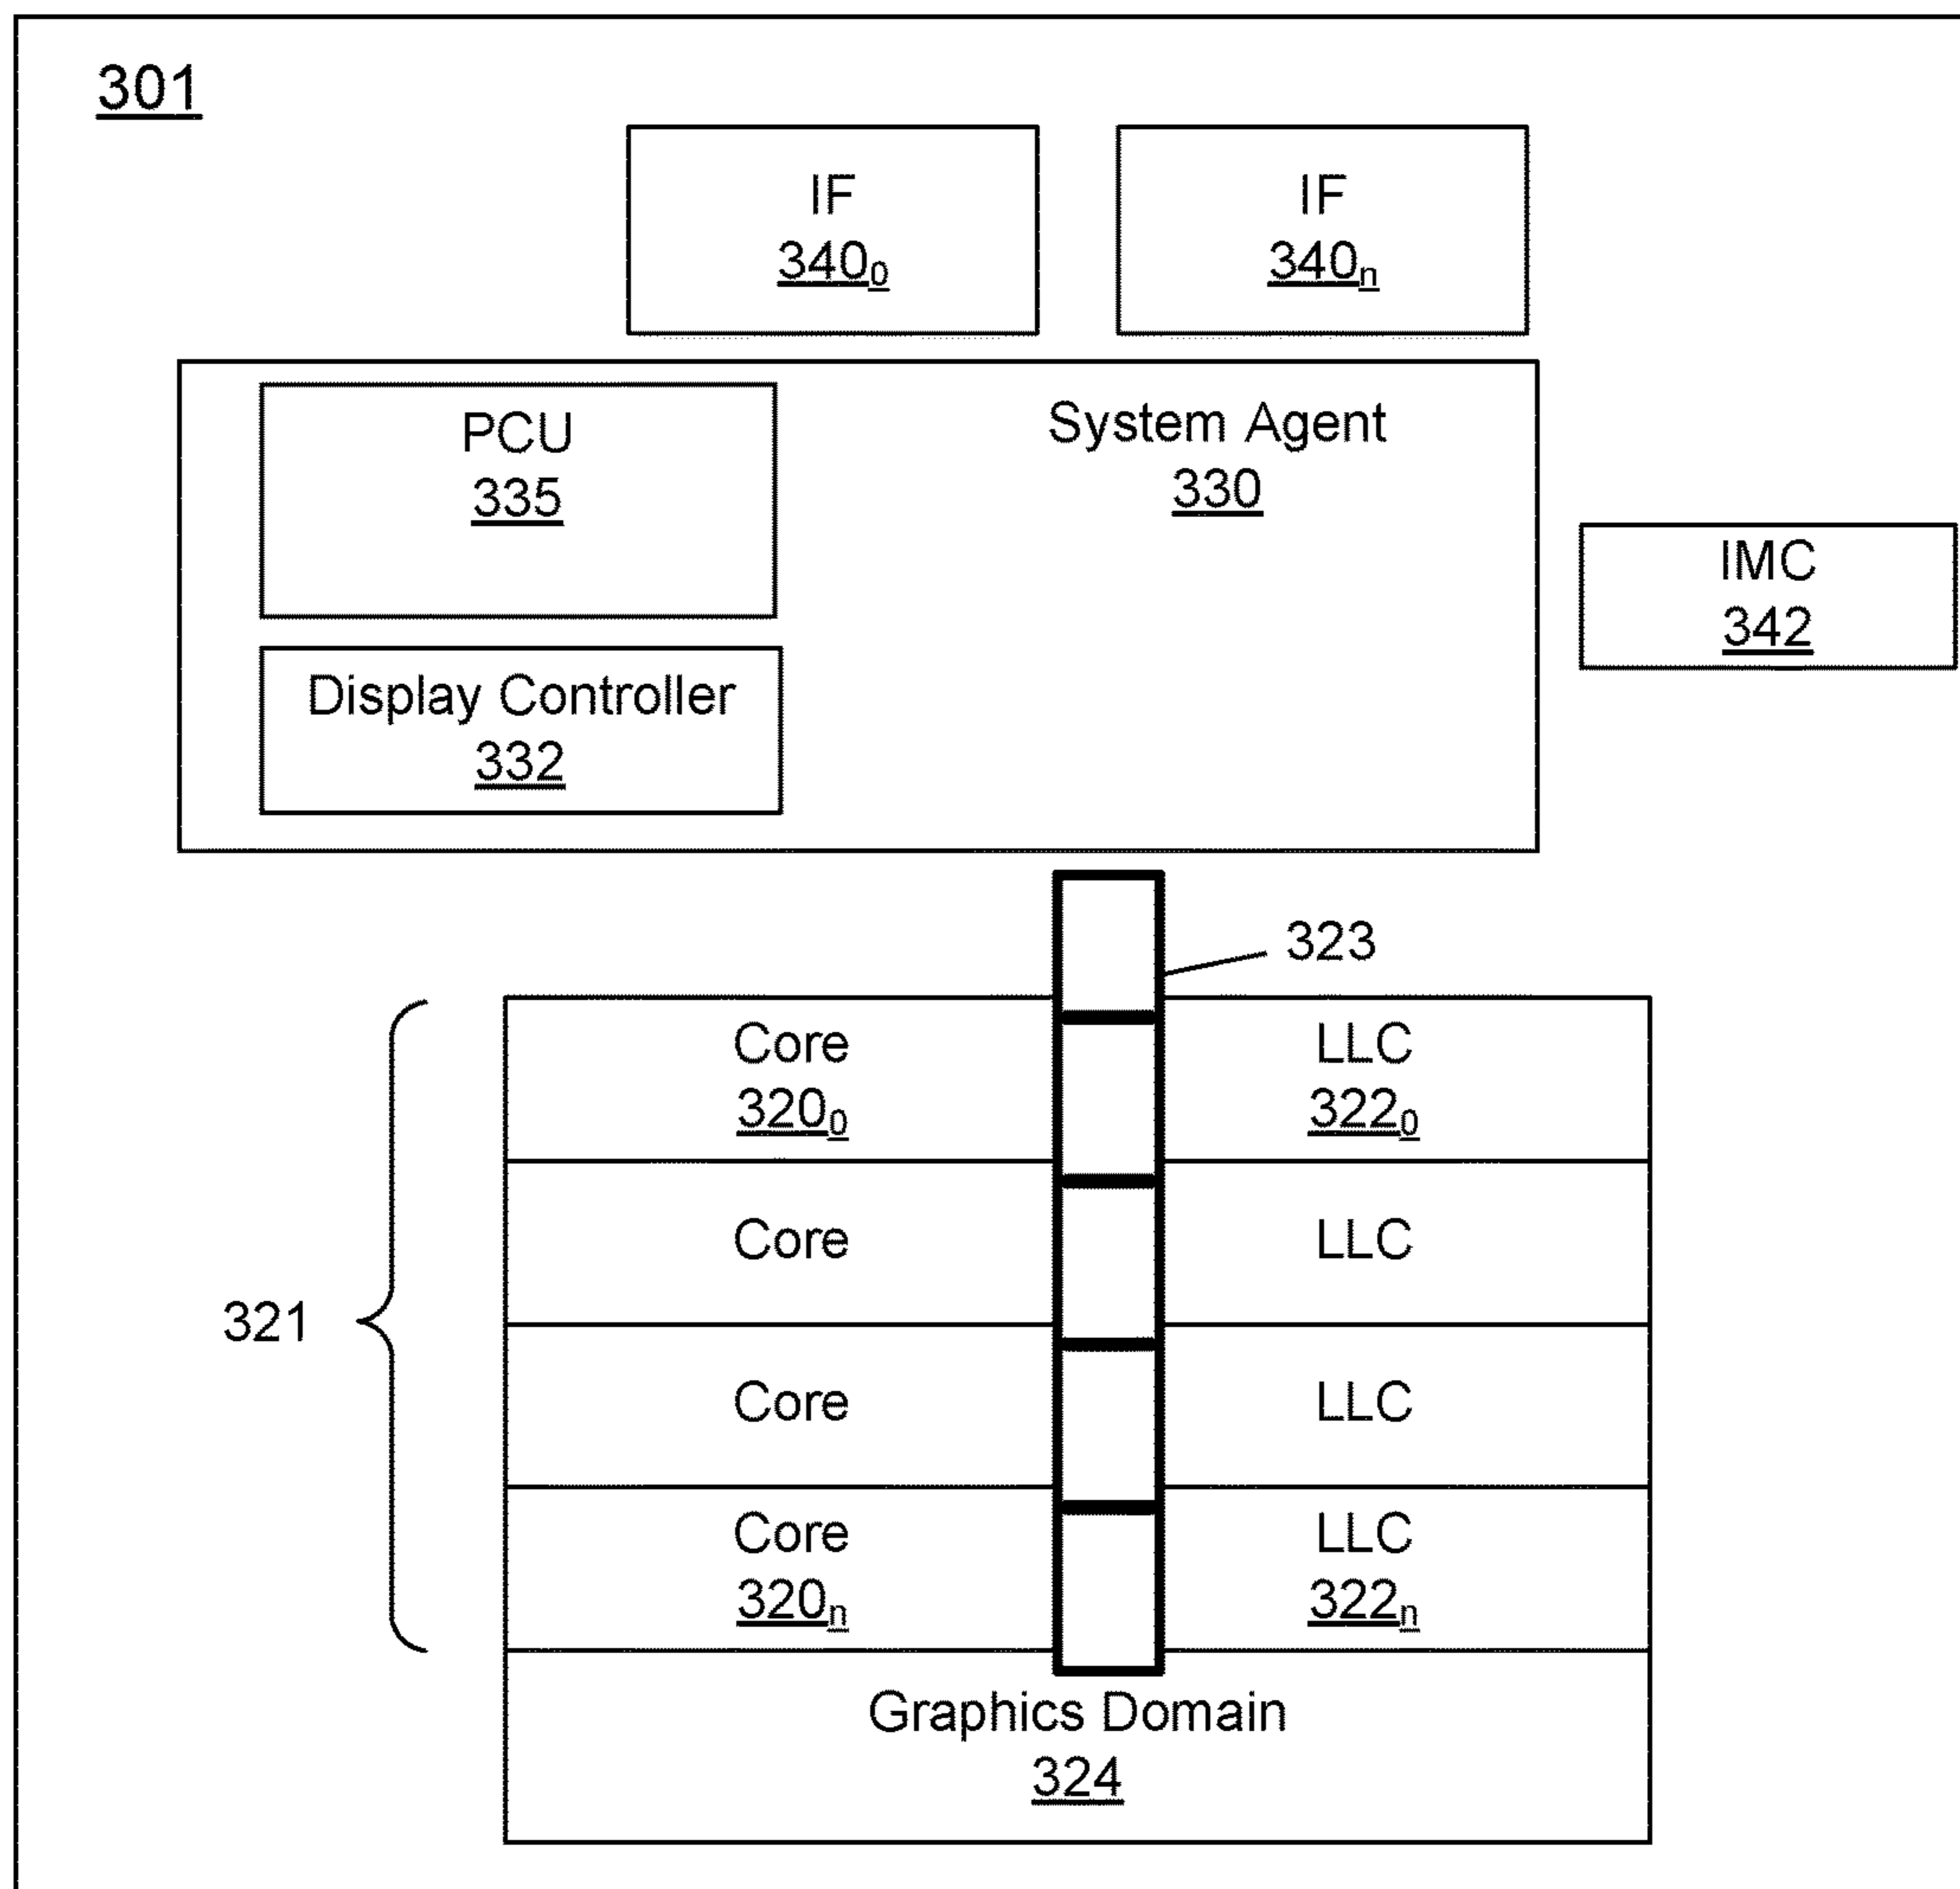 301
IF
340₀
IF
340ₙ
PCU
335
System Agent
330
IMC
342
Display Controller
332
323
Core
320₀
LLC
322₀
Core
LLC
321
Core
LLC
Core
320ₙ
LLC
322ₙ
Graphics Domain
324